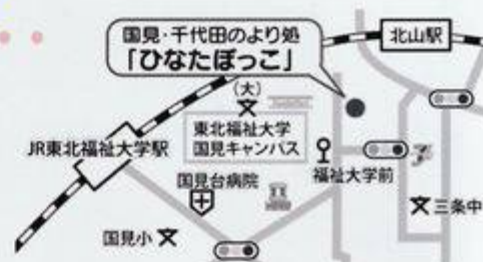 国見・千代田のより処
「ひなたぼっこ」
北山駅
(大)
東北福祉大学
国見キャンパス
JR東北福祉大学駅
福祉大学前
国見台病院
三条中
国見小